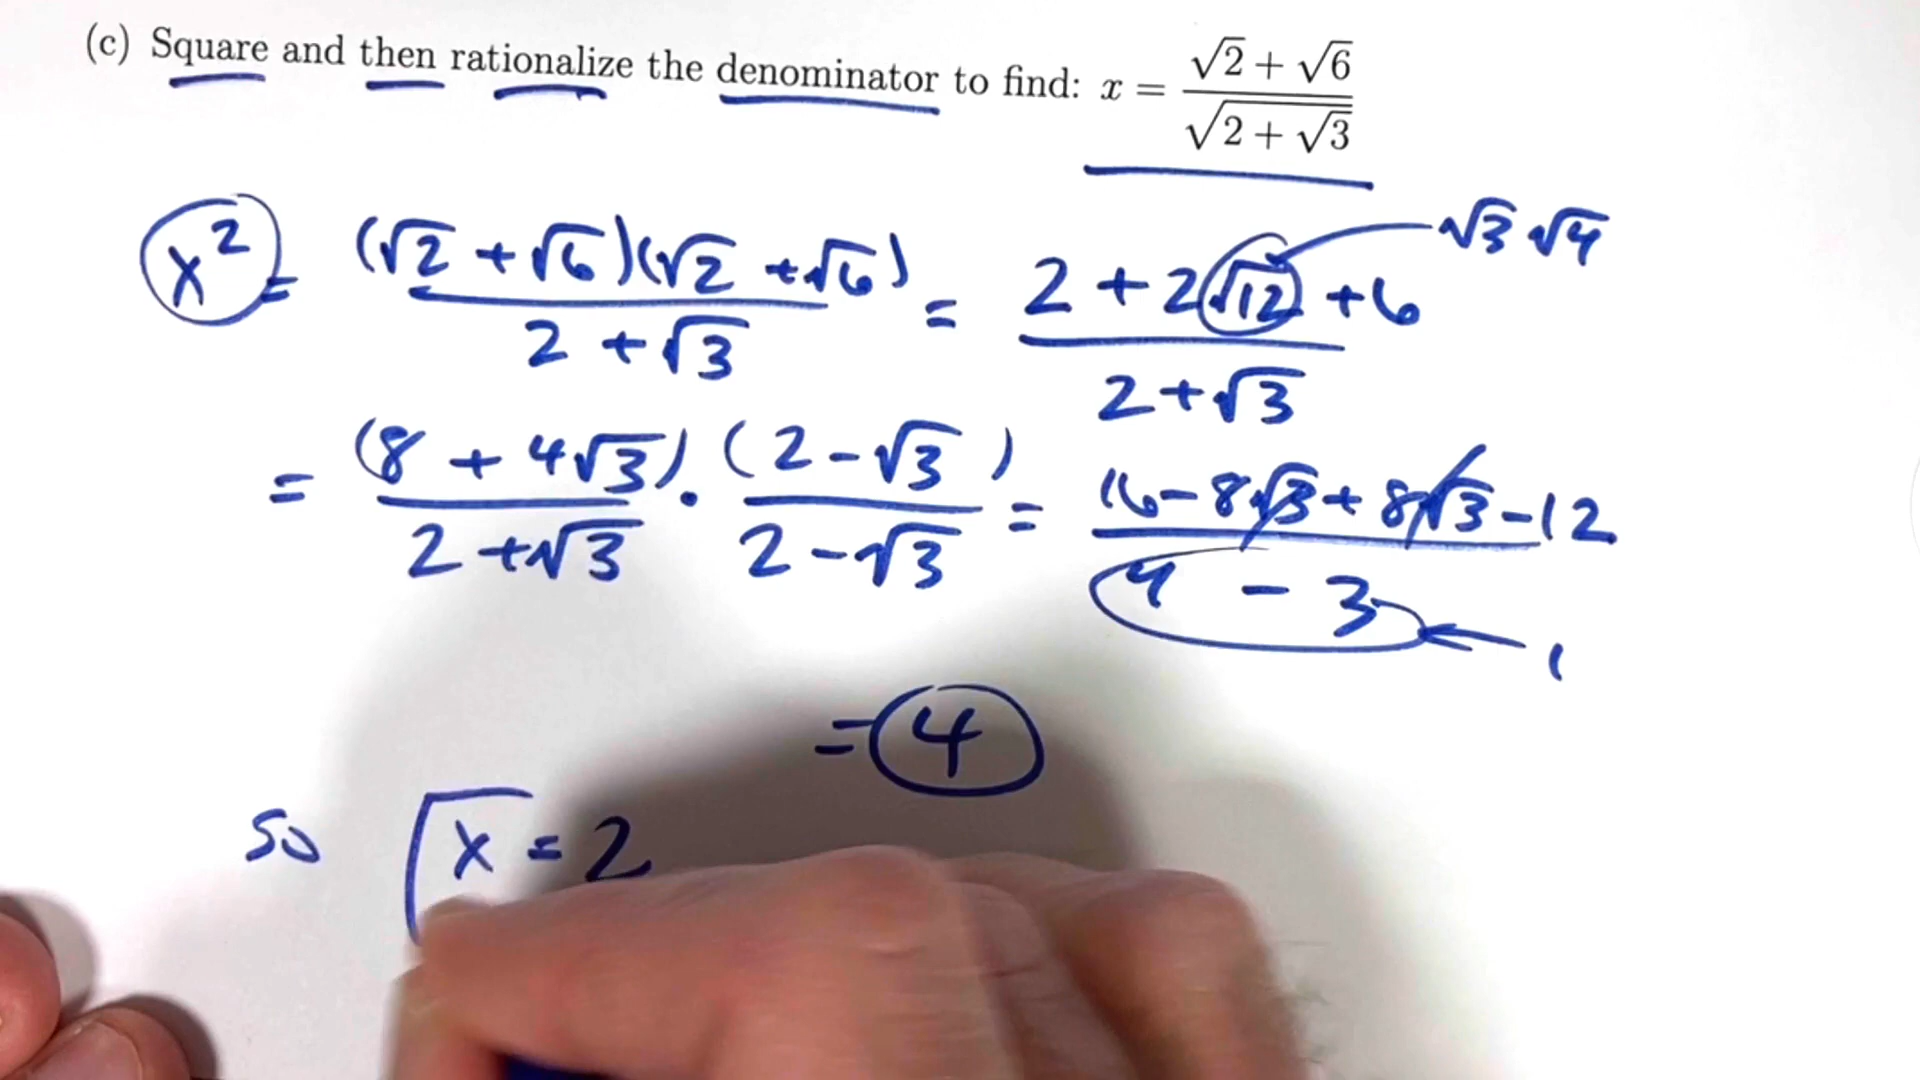 (c) Square and then rationalize the denominator to find: x = (√2 + √6) / √(2 + √3)
x² = (√2 + √6)(√2 + √6) / (2 + √3) = (2 + 2√12 + 6) / (2 + √3)
√3 √4
= (8 + 4√3) / (2 + √3) · (2 - √3) / (2 - √3) = (16 - 8√3 + 8√3 - 12) / (4 - 3) ← 1
= 4
so x = 2